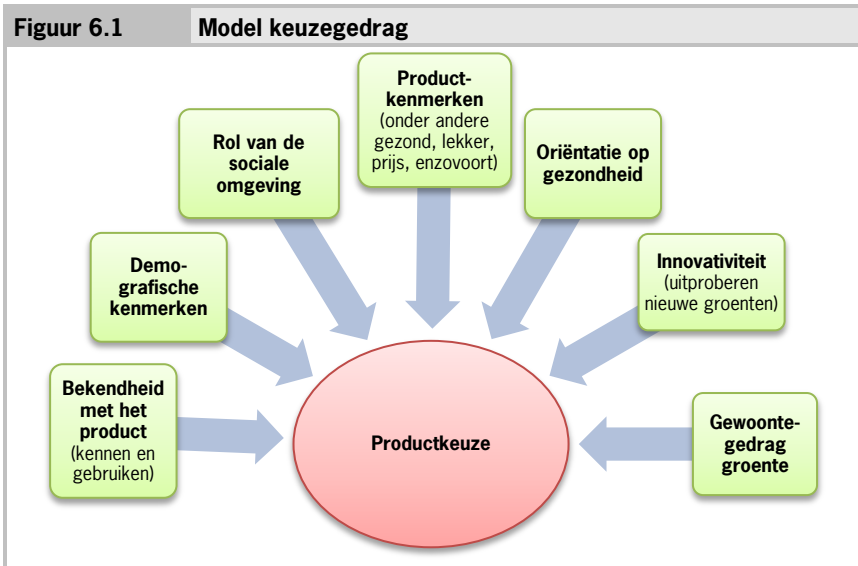 Figuur 6.1 Model keuzegedrag
Product-
kenmerken
(onder andere
gezond, lekker,
prijs, enzovoort)
Rol van de
sociale
omgeving
Oriëntatie op
gezondheid
Demo-
grafische
kenmerken
Innovativiteit
(uitproberen
nieuwe groenten)
Bekendheid
met het
product
(kennen en
gebruiken)
Productkeuze
Gewoonte-
gedrag
groente